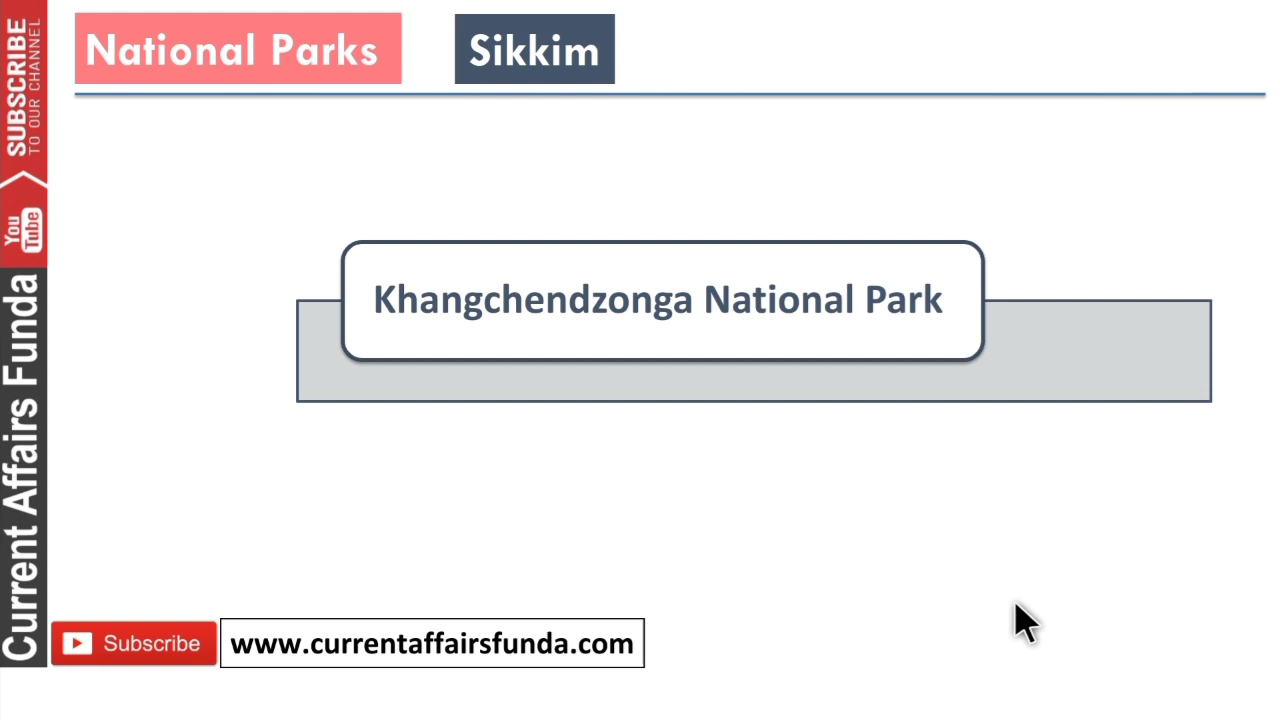 National Parks
Sikkim
SUBSCRIBE
TO OUR CHANNEL
You
Tube
Current Affairs Funda
Khangchendzonga National Park
Subscribe
www.currentaffairsfunda.com